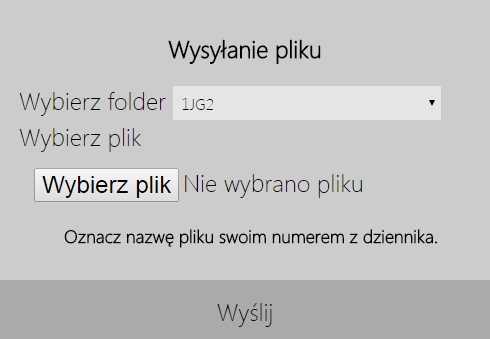 Wysyłanie pliku
Wybierz folder 1JG2
Wybierz plik
Wybierz plik Nie wybrano pliku
Oznacz nazwę pliku swoim numerem z dziennika.
Wyślij